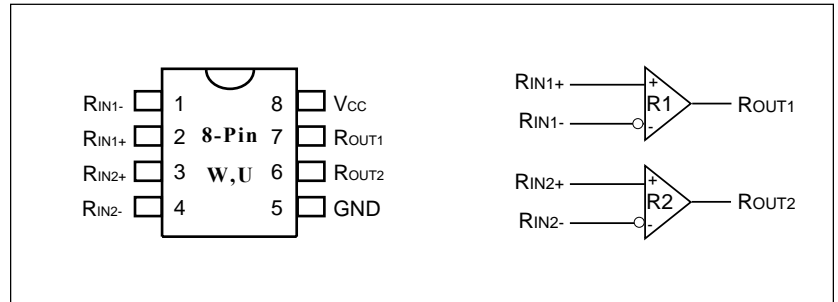 RIN1- 1 8 VCC
RIN1+ 2 8-Pin 7 ROUT1
RIN2+ 3 W,U 6 ROUT2
RIN2- 4 5 GND
RIN1+ + R1 ROUT1
RIN1- -
RIN2+ + R2 ROUT2
RIN2- -